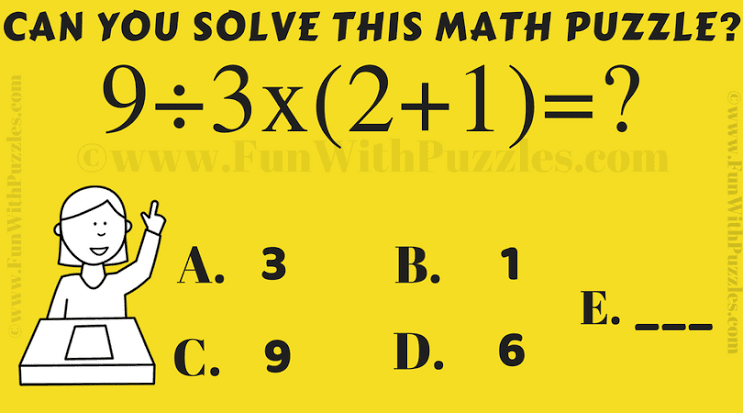 CAN YOU SOLVE THIS MATH PUZZLE?
9÷3x(2+1)=?
©www.FunWithPuzzles.com
©www.FunWithPuzzles.com
©www.FunWithPuzzles.com
A. 3 B. 1
E. ___
C. 9 D. 6